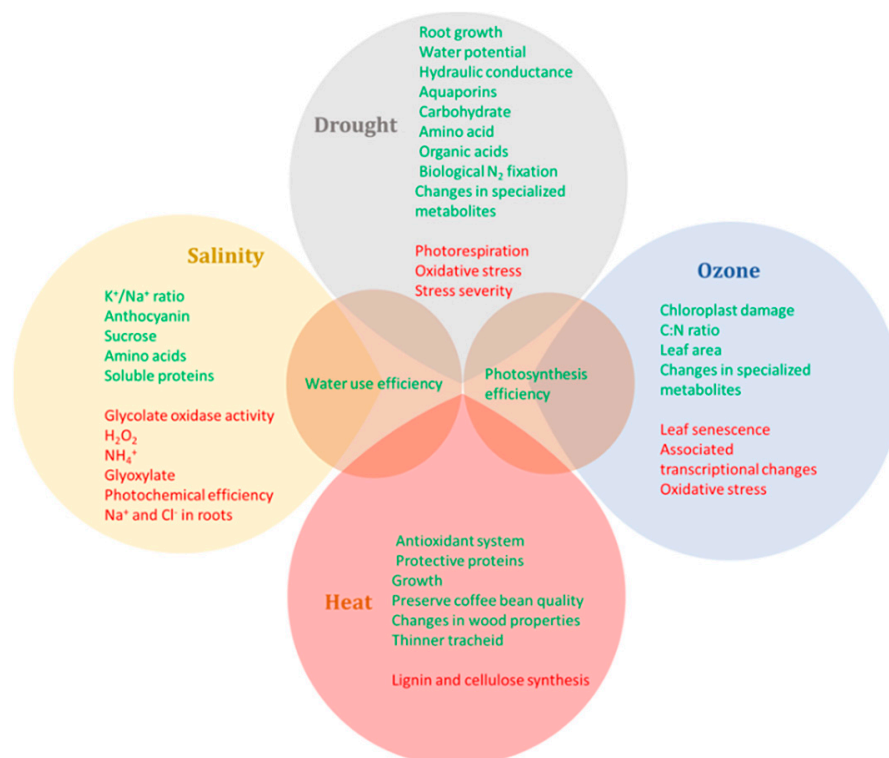 Drought
Root growth
Water potential
Hydraulic conductance
Aquaporins
Carbohydrate
Amino acid
Organic acids
Biological N₂ fixation
Changes in specialized
metabolites
Photorespiration
Oxidative stress
Stress severity
Salinity
K⁺/Na⁺ ratio
Anthocyanin
Sucrose
Amino acids
Soluble proteins
Glycolate oxidase activity
H₂O₂
NH₄⁺
Glyoxylate
Photochemical efficiency
Na⁺ and Cl⁻ in roots
Water use efficiency
Photosynthesis
efficiency
Ozone
Chloroplast damage
C:N ratio
Leaf area
Changes in specialized
metabolites
Leaf senescence
Associated
transcriptional changes
Oxidative stress
Heat
Antioxidant system
Protective proteins
Growth
Preserve coffee bean quality
Changes in wood properties
Thinner tracheid
Lignin and cellulose synthesis